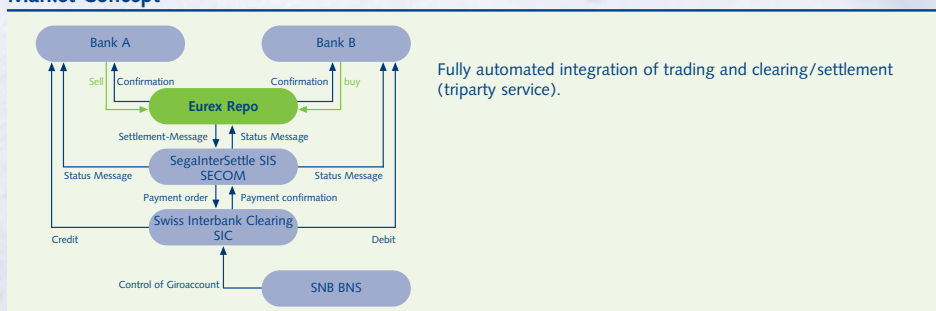 Market Concept
Bank A
Bank B
Fully automated integration of trading and clearing/settlement
(triparty service).
Sell
Confirmation
Confirmation
buy
Eurex Repo
Settlement-Message
Status Message
SegaInterSettle SIS
SECOM
Status Message
Status Message
Payment order
Payment confirmation
Swiss Interbank Clearing
SIC
Credit
Debit
Control of Giroaccount
SNB BNS